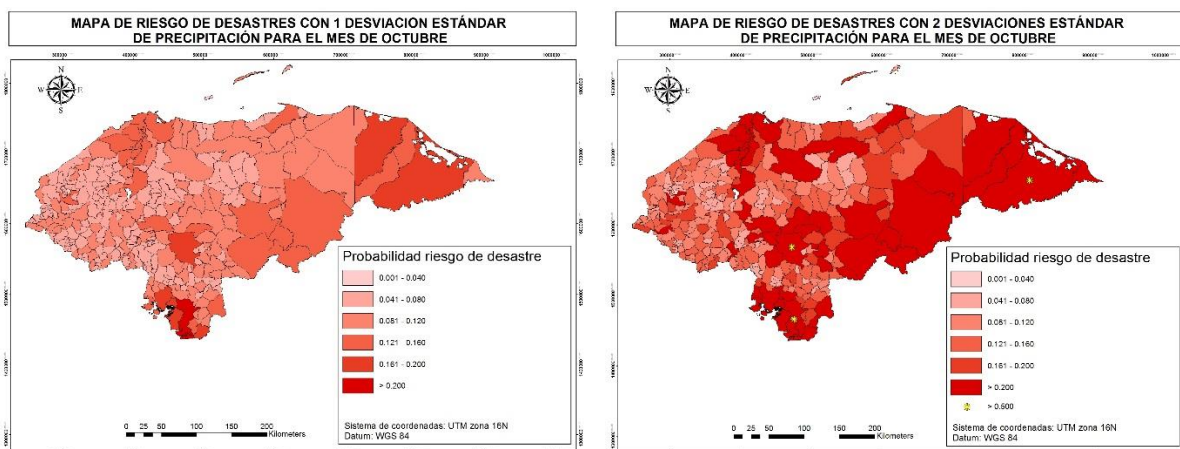 MAPA DE RIESGO DE DESASTRES CON 1 DESVIACION ESTÁNDAR
DE PRECIPITACIÓN PARA EL MES DE OCTUBRE
N
W E
S
Probabilidad riesgo de desastre
0.001 - 0.040
0.041 - 0.080
0.081 - 0.120
0.121 - 0.160
0.161 - 0.200
> 0.200
0 25 50 100 150 200
Kilometers
Sistema de coordenadas: UTM zona 16N
Datum: WGS 84
MAPA DE RIESGO DE DESASTRES CON 2 DESVIACIONES ESTÁNDAR
DE PRECIPITACIÓN PARA EL MES DE OCTUBRE
N
W E
S
Probabilidad riesgo de desastre
0.001 - 0.040
0.041 - 0.080
0.081 - 0.120
0.121 - 0.160
0.161 - 0.200
> 0.200
> 0.500
0 25 50 100 150 200
Kilometers
Sistema de coordenadas: UTM zona 16N
Datum: WGS 84